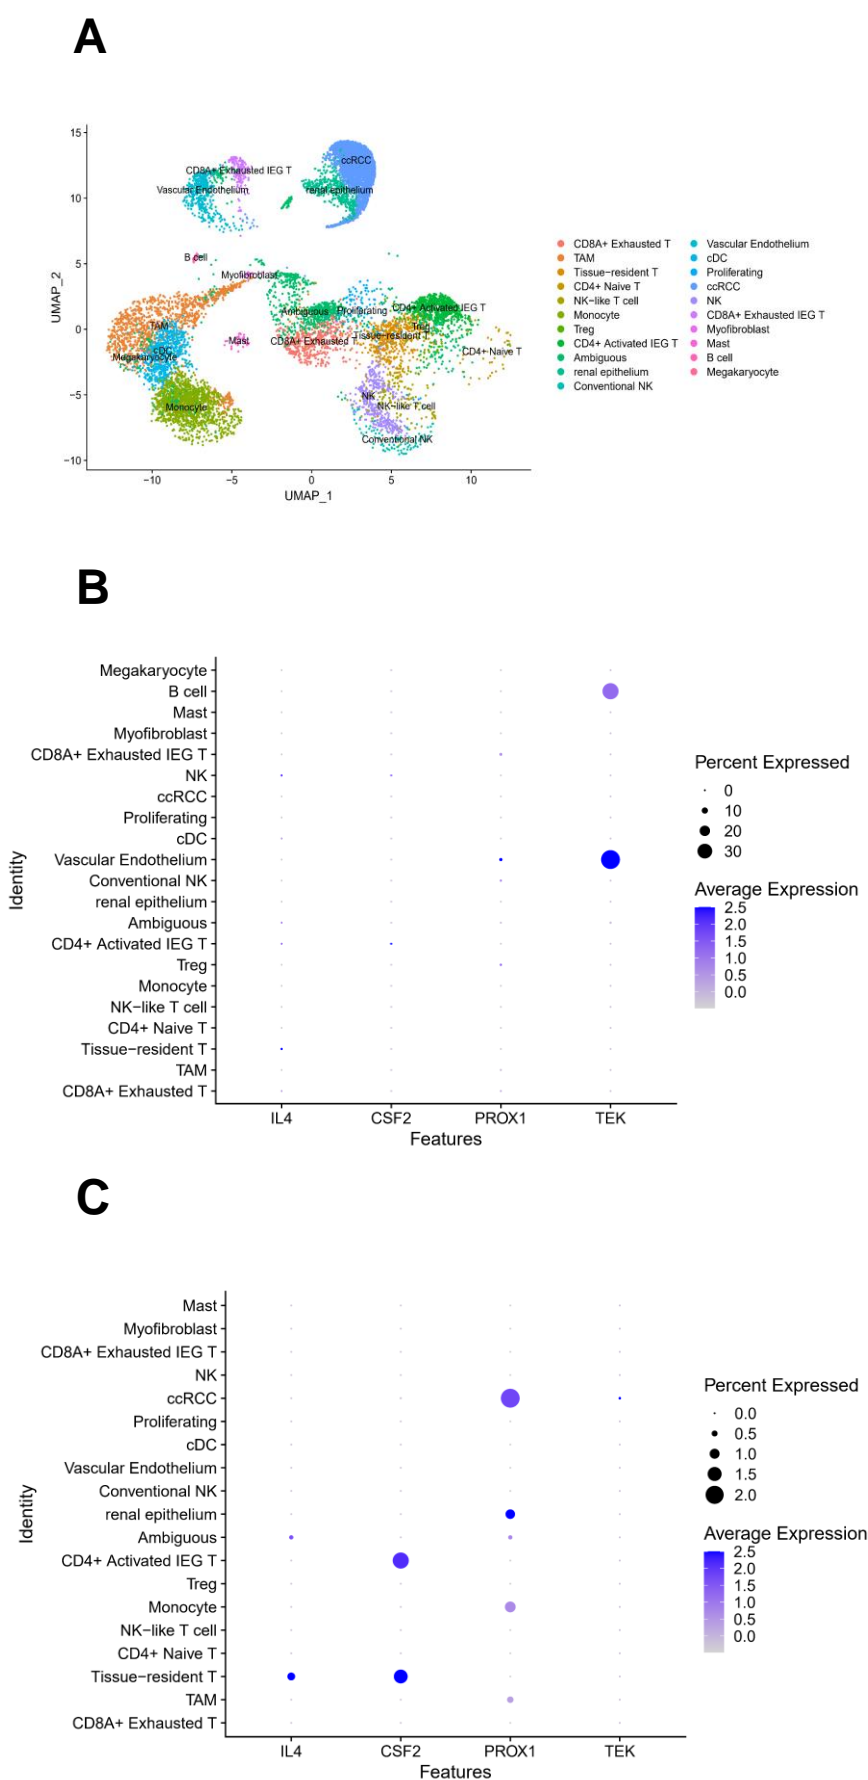 A
15
10
5
0
−5
−10
UMAP_2
−10
−5
0
5
10
UMAP_1
ccRCC
CD8A+ Exhausted IEG T
Vascular Endothelium
renal epithelium
B cell
Myofibroblast
Ambiguous
Proliferating
CD4+ Activated IEG T
TAM
Treg
Tissue−resident T
Mast
CD8A+ Exhausted T
cDC
Megakaryocyte
CD4+ Naive T
NK
NK−like T cell
Monocyte
Conventional NK
CD8A+ Exhausted T
TAM
Tissue−resident T
CD4+ Naive T
NK−like T cell
Monocyte
Treg
CD4+ Activated IEG T
Ambiguous
renal epithelium
Conventional NK
Vascular Endothelium
cDC
Proliferating
ccRCC
NK
CD8A+ Exhausted IEG T
Myofibroblast
Mast
B cell
Megakaryocyte
B
Identity
Megakaryocyte
B cell
Mast
Myofibroblast
CD8A+ Exhausted IEG T
NK
ccRCC
Proliferating
cDC
Vascular Endothelium
Conventional NK
renal epithelium
Ambiguous
CD4+ Activated IEG T
Treg
Monocyte
NK−like T cell
CD4+ Naive T
Tissue−resident T
TAM
CD8A+ Exhausted T
IL4
CSF2
PROX1
TEK
Features
Percent Expressed
0
10
20
30
Average Expression
2.5
2.0
1.5
1.0
0.5
0.0
C
Identity
Mast
Myofibroblast
CD8A+ Exhausted IEG T
NK
ccRCC
Proliferating
cDC
Vascular Endothelium
Conventional NK
renal epithelium
Ambiguous
CD4+ Activated IEG T
Treg
Monocyte
NK−like T cell
CD4+ Naive T
Tissue−resident T
TAM
CD8A+ Exhausted T
IL4
CSF2
PROX1
TEK
Features
Percent Expressed
0.0
0.5
1.0
1.5
2.0
Average Expression
2.5
2.0
1.5
1.0
0.5
0.0